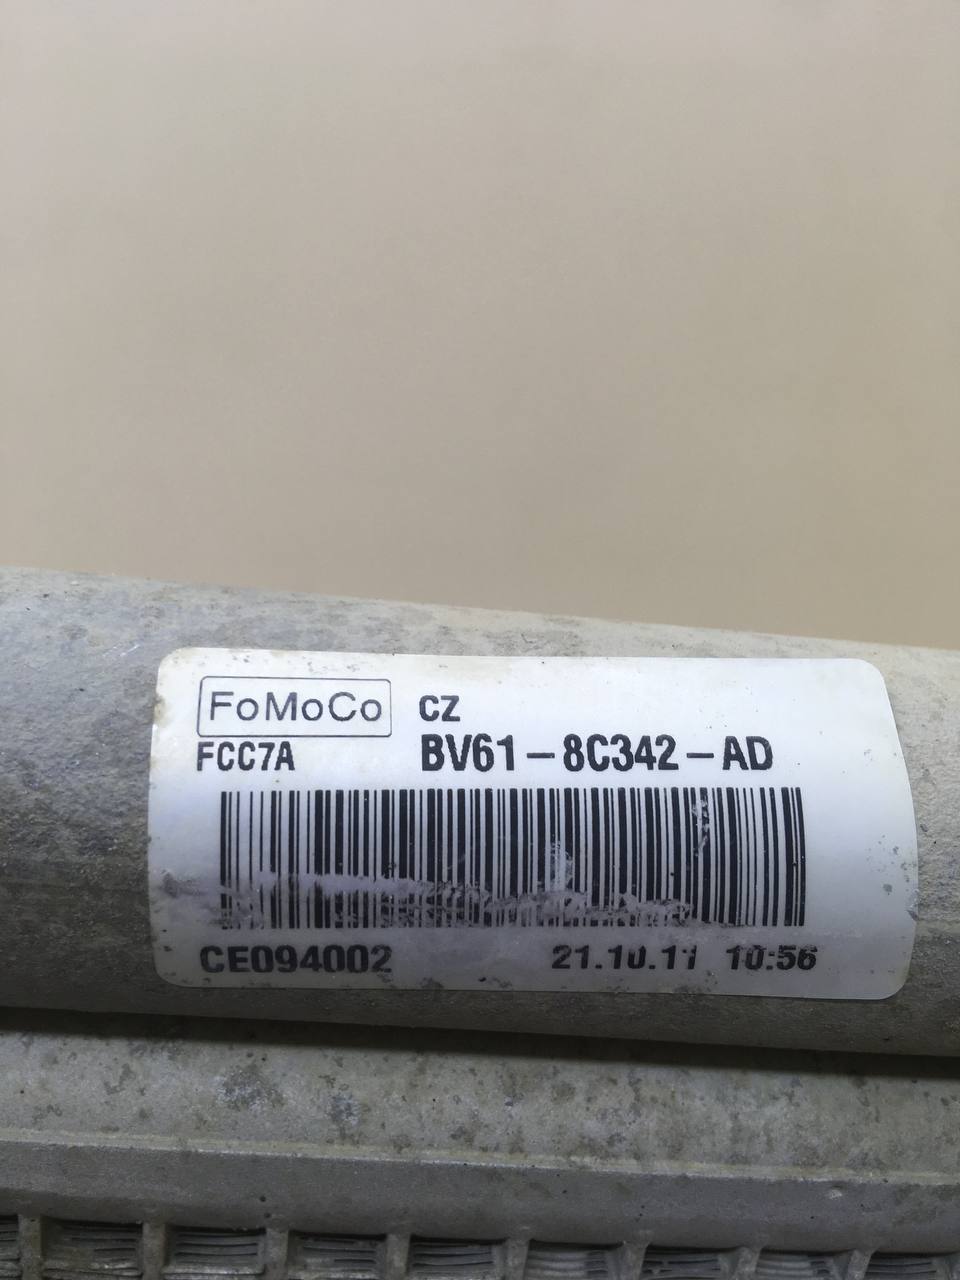 FoMoCo CZ
FCC7A BV61-8C342-AD
CE094002 21.10.11 10:56